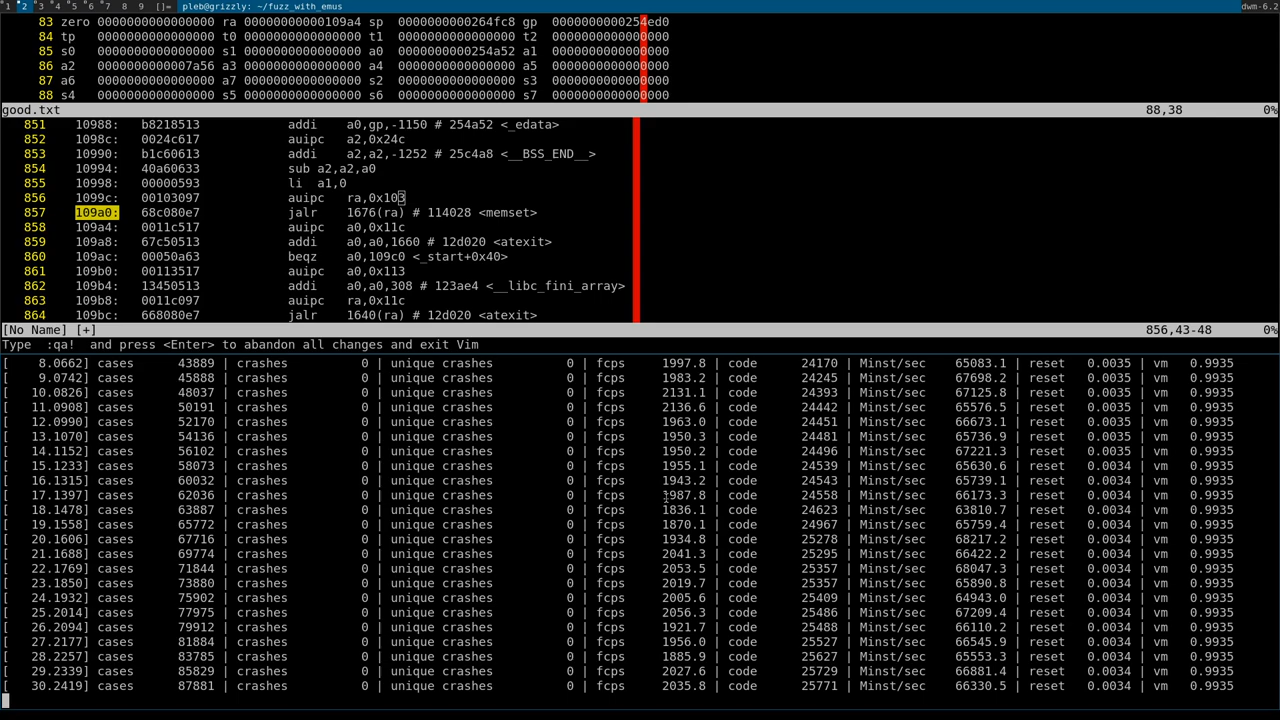 1 2 3 4 5 6 7 8 9 []= pleb@grizzly: ~/fuzz_with_emus dwm-6.2
83 zero 0000000000000000 ra 00000000000109a4 sp 0000000000264fc8 gp 0000000000254ed0
84 tp 0000000000000000 t0 0000000000000000 t1 0000000000000000 t2 0000000000000000
85 s0 0000000000000000 s1 0000000000000000 a0 0000000000254a52 a1 0000000000000000
86 a2 0000000000007a56 a3 0000000000000000 a4 0000000000000000 a5 0000000000000000
87 a6 0000000000000000 a7 0000000000000000 s2 0000000000000000 s3 0000000000000000
88 s4 0000000000000000 s5 0000000000000000 s6 0000000000000000 s7 0000000000000000
good.txt 88,38 0%
851 10988: b8218513 addi a0,gp,-1150 # 254a52 <_edata>
852 1098c: 0024c617 auipc a2,0x24c
853 10990: b1c60613 addi a2,a2,-1252 # 25c4a8 <__BSS_END__>
854 10994: 40a60633 sub a2,a2,a0
855 10998: 00000593 li a1,0
856 1099c: 00103097 auipc ra,0x103
857 109a0: 68c080e7 jalr 1676(ra) # 114028 <memset>
858 109a4: 0011c517 auipc a0,0x11c
859 109a8: 67c50513 addi a0,a0,1660 # 12d020 <atexit>
860 109ac: 00050a63 beqz a0,109c0 <_start+0x40>
861 109b0: 00113517 auipc a0,0x113
862 109b4: 13450513 addi a0,a0,308 # 123ae4 <__libc_fini_array>
863 109b8: 0011c097 auipc ra,0x11c
864 109bc: 668080e7 jalr 1640(ra) # 12d020 <atexit>
[No Name] [+] 856,43-48 0%
Type :qa! and press <Enter> to abandon all changes and exit Vim
[ 8.0662] cases 43889 | crashes 0 | unique crashes 0 | fcps 1997.8 | code 24170 | Minst/sec 65083.1 | reset 0.0035 | vm 0.9935
[ 9.0742] cases 45888 | crashes 0 | unique crashes 0 | fcps 1983.2 | code 24245 | Minst/sec 67698.2 | reset 0.0035 | vm 0.9935
[ 10.0826] cases 48037 | crashes 0 | unique crashes 0 | fcps 2131.1 | code 24393 | Minst/sec 67125.8 | reset 0.0035 | vm 0.9935
[ 11.0908] cases 50191 | crashes 0 | unique crashes 0 | fcps 2136.6 | code 24442 | Minst/sec 65576.5 | reset 0.0035 | vm 0.9935
[ 12.0990] cases 52170 | crashes 0 | unique crashes 0 | fcps 1963.0 | code 24451 | Minst/sec 66673.1 | reset 0.0035 | vm 0.9935
[ 13.1070] cases 54136 | crashes 0 | unique crashes 0 | fcps 1950.3 | code 24481 | Minst/sec 65736.9 | reset 0.0035 | vm 0.9935
[ 14.1152] cases 56102 | crashes 0 | unique crashes 0 | fcps 1950.2 | code 24496 | Minst/sec 67221.3 | reset 0.0035 | vm 0.9935
[ 15.1233] cases 58073 | crashes 0 | unique crashes 0 | fcps 1955.1 | code 24539 | Minst/sec 65630.6 | reset 0.0035 | vm 0.9935
[ 16.1315] cases 60032 | crashes 0 | unique crashes 0 | fcps 1943.2 | code 24543 | Minst/sec 65739.1 | reset 0.0034 | vm 0.9935
[ 17.1397] cases 62036 | crashes 0 | unique crashes 0 | fcps 1987.8 | code 24558 | Minst/sec 66173.3 | reset 0.0034 | vm 0.9935
[ 18.1478] cases 63887 | crashes 0 | unique crashes 0 | fcps 1836.1 | code 24623 | Minst/sec 63810.7 | reset 0.0034 | vm 0.9935
[ 19.1558] cases 65772 | crashes 0 | unique crashes 0 | fcps 1870.1 | code 24967 | Minst/sec 65759.4 | reset 0.0034 | vm 0.9935
[ 20.1606] cases 67716 | crashes 0 | unique crashes 0 | fcps 1934.8 | code 25278 | Minst/sec 68217.2 | reset 0.0034 | vm 0.9935
[ 21.1688] cases 69774 | crashes 0 | unique crashes 0 | fcps 2041.3 | code 25295 | Minst/sec 66422.2 | reset 0.0034 | vm 0.9935
[ 22.1769] cases 71844 | crashes 0 | unique crashes 0 | fcps 2053.5 | code 25357 | Minst/sec 68047.3 | reset 0.0034 | vm 0.9935
[ 23.1850] cases 73880 | crashes 0 | unique crashes 0 | fcps 2019.7 | code 25357 | Minst/sec 65890.8 | reset 0.0034 | vm 0.9935
[ 24.1932] cases 75902 | crashes 0 | unique crashes 0 | fcps 2005.6 | code 25409 | Minst/sec 64943.0 | reset 0.0034 | vm 0.9935
[ 25.2014] cases 77975 | crashes 0 | unique crashes 0 | fcps 2056.3 | code 25486 | Minst/sec 67209.4 | reset 0.0034 | vm 0.9935
[ 26.2094] cases 79912 | crashes 0 | unique crashes 0 | fcps 1921.7 | code 25488 | Minst/sec 66110.2 | reset 0.0034 | vm 0.9935
[ 27.2177] cases 81884 | crashes 0 | unique crashes 0 | fcps 1956.0 | code 25527 | Minst/sec 66545.9 | reset 0.0034 | vm 0.9935
[ 28.2257] cases 83785 | crashes 0 | unique crashes 0 | fcps 1885.9 | code 25627 | Minst/sec 65553.3 | reset 0.0034 | vm 0.9935
[ 29.2339] cases 85829 | crashes 0 | unique crashes 0 | fcps 2027.6 | code 25729 | Minst/sec 66881.4 | reset 0.0034 | vm 0.9935
[ 30.2419] cases 87881 | crashes 0 | unique crashes 0 | fcps 2035.8 | code 25771 | Minst/sec 66330.5 | reset 0.0034 | vm 0.9935